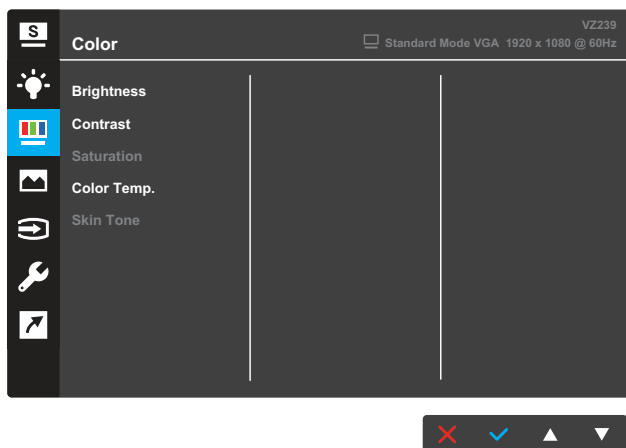 S
VZ239
Color
Standard Mode VGA 1920 x 1080 @ 60Hz
Brightness
Contrast
Saturation
Color Temp.
Skin Tone